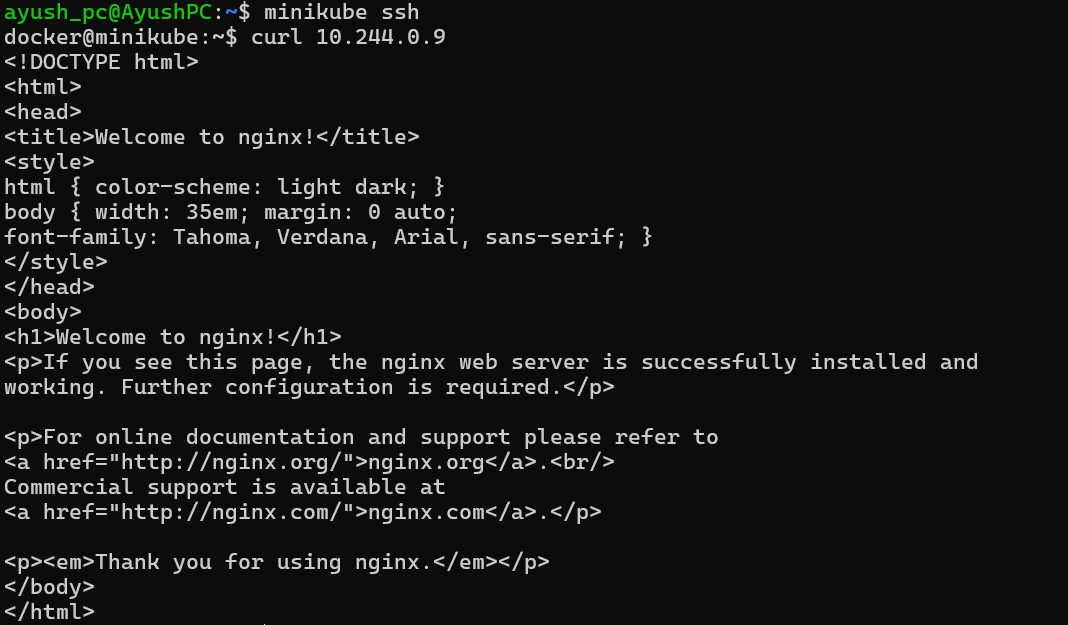 ayush_pc@AyushPC:~$ minikube ssh
docker@minikube:~$ curl 10.244.0.9
<!DOCTYPE html>
<html>
<head>
<title>Welcome to nginx!</title>
<style>
html { color-scheme: light dark; }
body { width: 35em; margin: 0 auto;
font-family: Tahoma, Verdana, Arial, sans-serif; }
</style>
</head>
<body>
<h1>Welcome to nginx!</h1>
<p>If you see this page, the nginx web server is successfully installed and
working. Further configuration is required.</p>

<p>For online documentation and support please refer to
<a href="http://nginx.org/">nginx.org</a>.<br/>
Commercial support is available at
<a href="http://nginx.com/">nginx.com</a>.</p>

<p><em>Thank you for using nginx.</em></p>
</body>
</html>